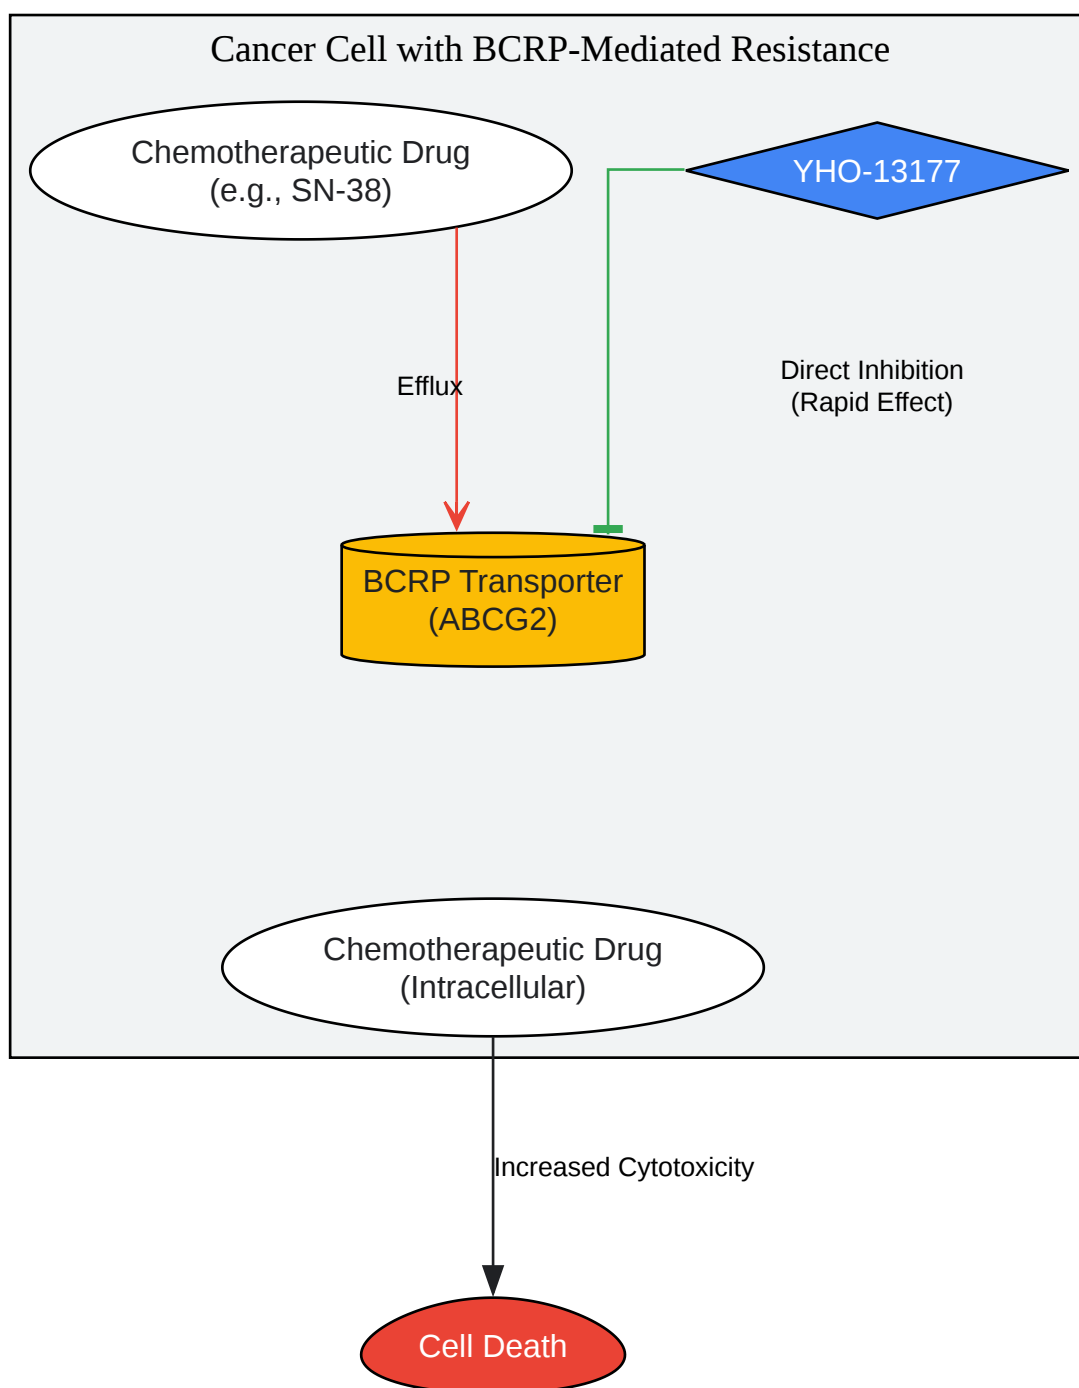 Cancer Cell with BCRP-Mediated Resistance
Chemotherapeutic Drug
(e.g., SN-38)
YHO-13177
Efflux
Direct Inhibition
(Rapid Effect)
BCRP Transporter
(ABCG2)
Chemotherapeutic Drug
(Intracellular)
Increased Cytotoxicity
Cell Death